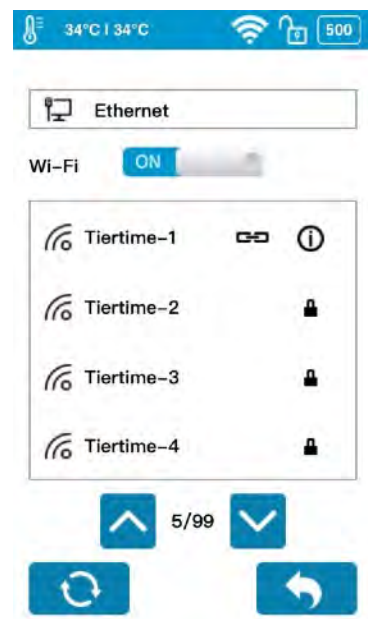 34°C I 34°C 500
Ethernet
Wi-Fi ON
Tiertime-1
Tiertime-2
Tiertime-3
Tiertime-4
5/99